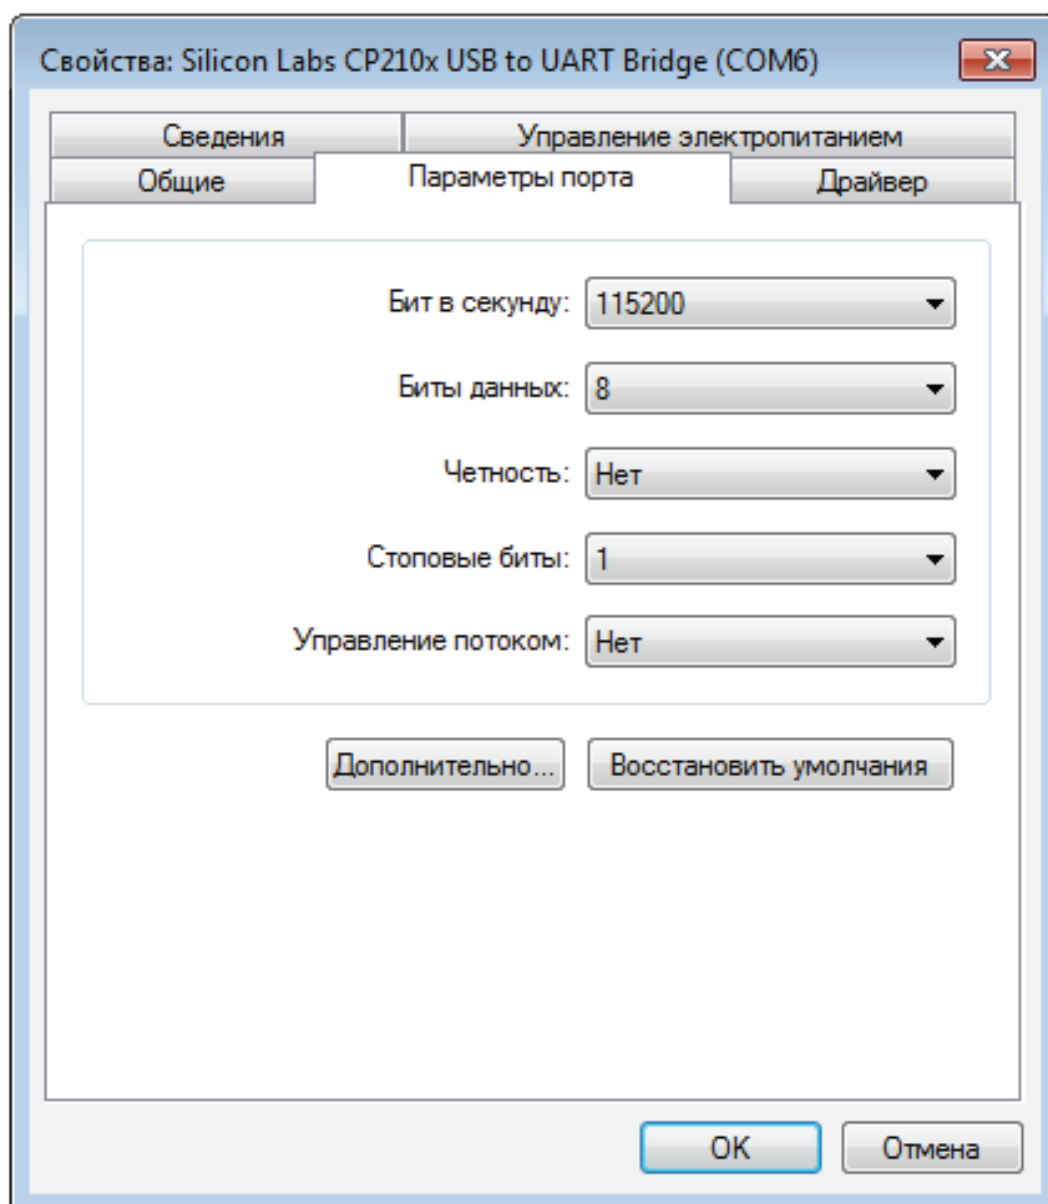 Свойства: Silicon Labs CP210x USB to UART Bridge (COM6)
Сведения
Управление электропитанием
Общие
Параметры порта
Драйвер
Бит в секунду: 115200
Биты данных: 8
Четность: Нет
Стоповые биты: 1
Управление потоком: Нет
Дополнительно...
Восстановить умолчания
OK
Отмена